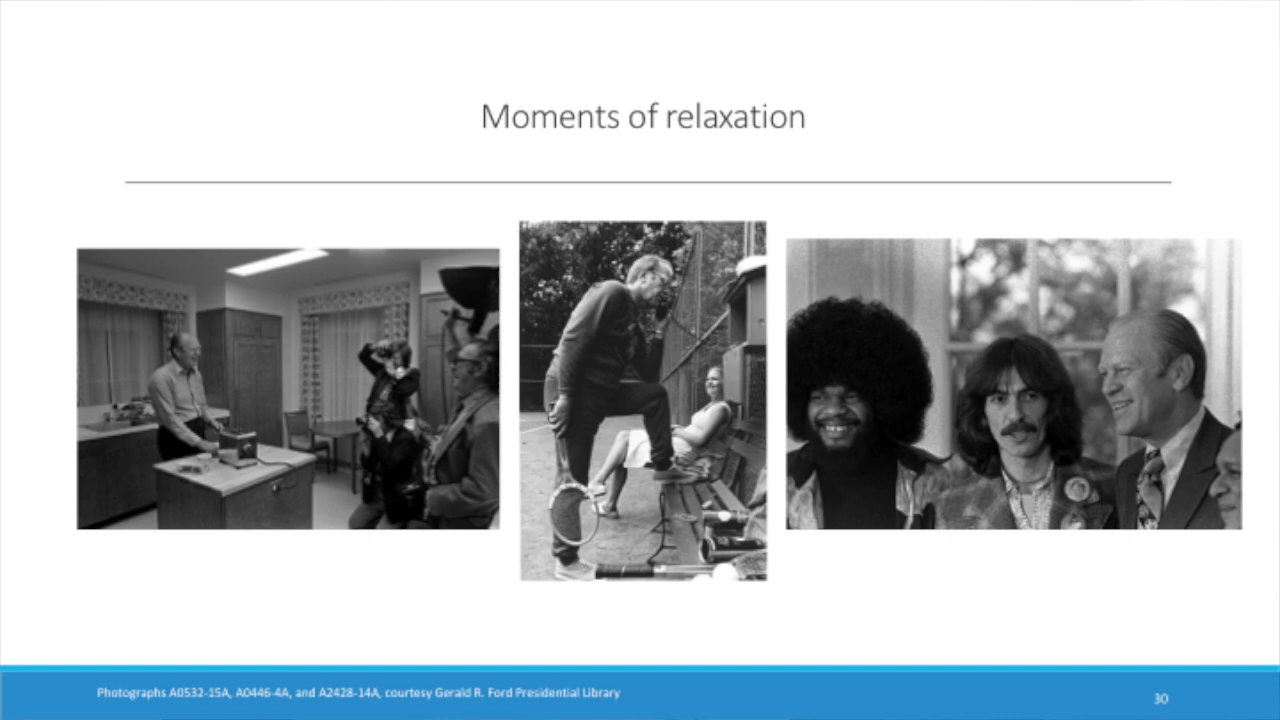 Moments of relaxation
Photographs A0532-15A, A0446-4A, and A2428-14A, courtesy Gerald R. Ford Presidential Library
30